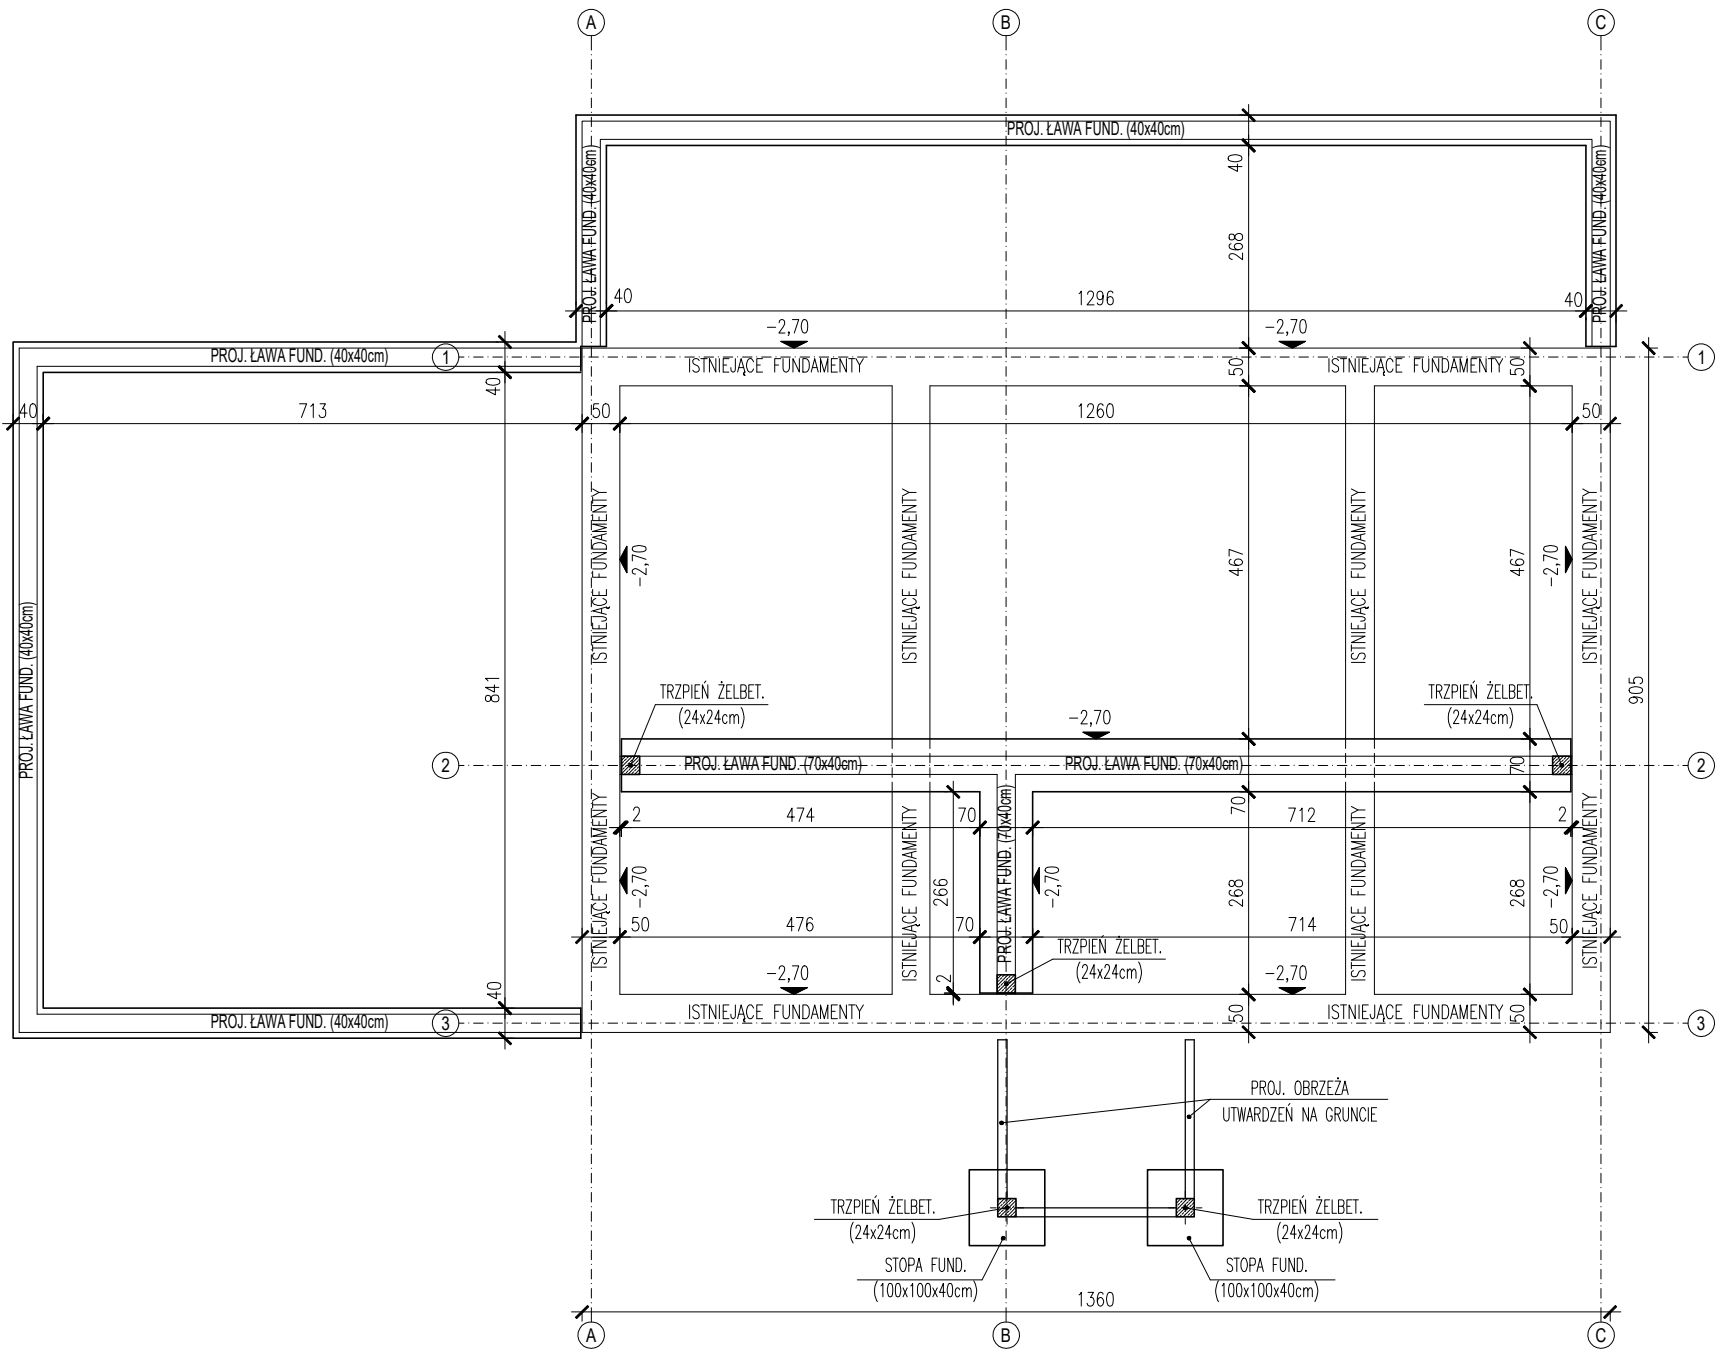 A
B
C
PROJ. ŁAWA FUND. (40x40cm)
PROJ. ŁAWA FUND. (40x40cm)
PROJ. ŁAWA FUND. (40x40cm)
40
268
40
1296
40
-2,70
-2,70
PROJ. ŁAWA FUND. (40x40cm)
1
ISTNIEJĄCE FUNDAMENTY
ISTNIEJĄCE FUNDAMENTY
1
40
50
50
40
713
50
1260
50
ISTNIEJĄCE FUNDAMENTY
ISTNIEJĄCE FUNDAMENTY
ISTNIEJĄCE FUNDAMENTY
ISTNIEJĄCE FUNDAMENTY
-2,70
467
467
-2,70
PROJ. ŁAWA FUND. (40x40cm)
841
905
TRZPIEŃ ŻELBET.
(24x24cm)
TRZPIEŃ ŻELBET.
(24x24cm)
-2,70
2
PROJ. ŁAWA FUND. (70x40cm)
PROJ. ŁAWA FUND. (70x40cm)
70
2
70
2
474
70
712
2
PROJ. ŁAWA FUND. (70x40cm)
ISTNIEJĄCE FUNDAMENTY
ISTNIEJĄCE FUNDAMENTY
ISTNIEJĄCE FUNDAMENTY
ISTNIEJĄCE FUNDAMENTY
-2,70
266
-2,70
268
268
-2,70
50
476
70
714
50
TRZPIEŃ ŻELBET.
(24x24cm)
2
-2,70
-2,70
40
PROJ. ŁAWA FUND. (40x40cm)
3
ISTNIEJĄCE FUNDAMENTY
50
ISTNIEJĄCE FUNDAMENTY
50
3
PROJ. OBRZEŻA
UTWARDZEŃ NA GRUNCIE
TRZPIEŃ ŻELBET.
(24x24cm)
TRZPIEŃ ŻELBET.
(24x24cm)
STOPA FUND.
(100x100x40cm)
STOPA FUND.
(100x100x40cm)
1360
A
B
C